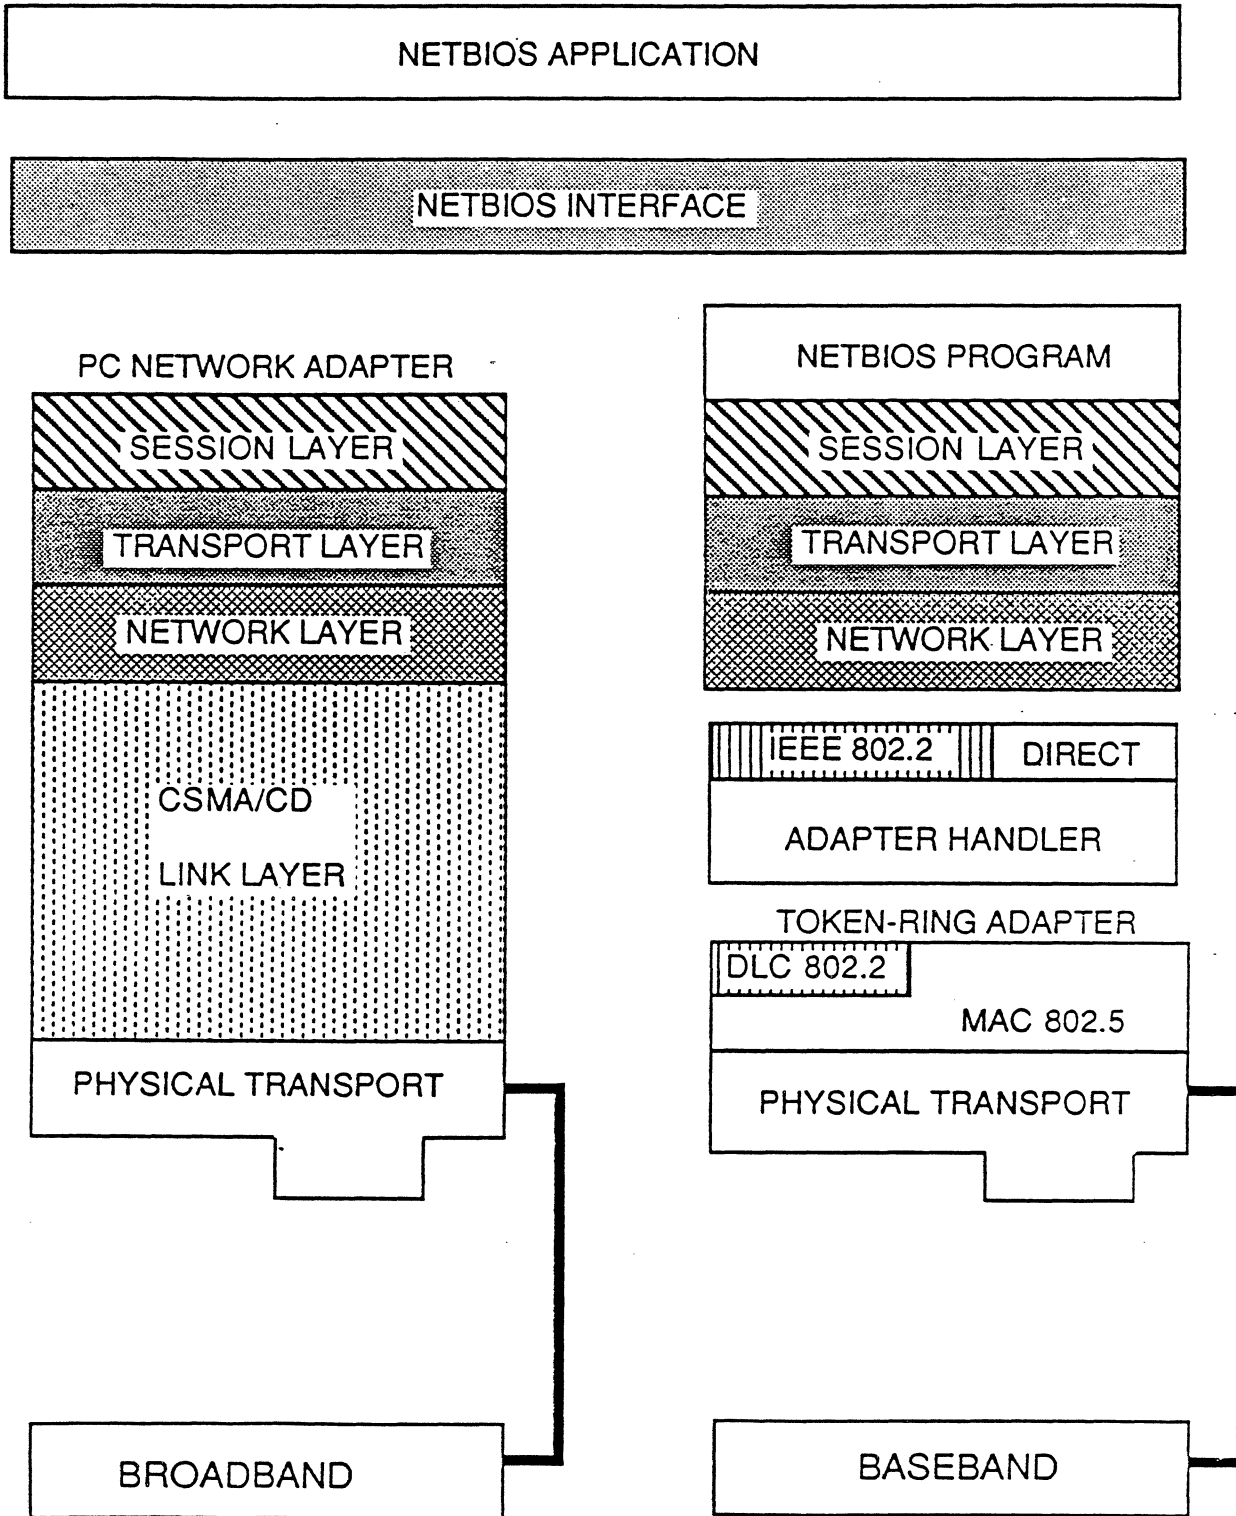 NETBIOS APPLICATION
NETBIOS INTERFACE
PC NETWORK ADAPTER
SESSION LAYER
TRANSPORT LAYER
NETWORK LAYER
CSMA/CD
LINK LAYER
PHYSICAL TRANSPORT
BROADBAND
NETBIOS PROGRAM
SESSION LAYER
TRANSPORT LAYER
NETWORK LAYER
IEEE 802.2
DIRECT
ADAPTER HANDLER
TOKEN-RING ADAPTER
DLC 802.2
MAC 802.5
PHYSICAL TRANSPORT
BASEBAND